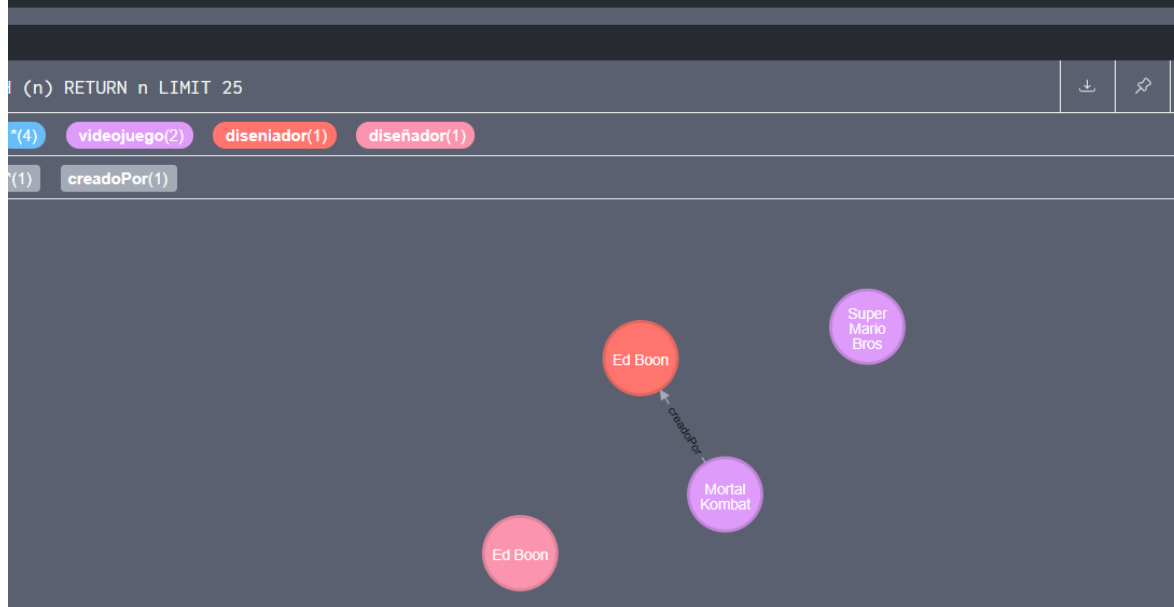 (n) RETURN n LIMIT 25
*(4) videojuego(2) diseniador(1) diseñador(1)
*(1) creadoPor(1)
Super
Mario
Bros
Ed Boon
creadoPor
Mortal
Kombat
Ed Boon